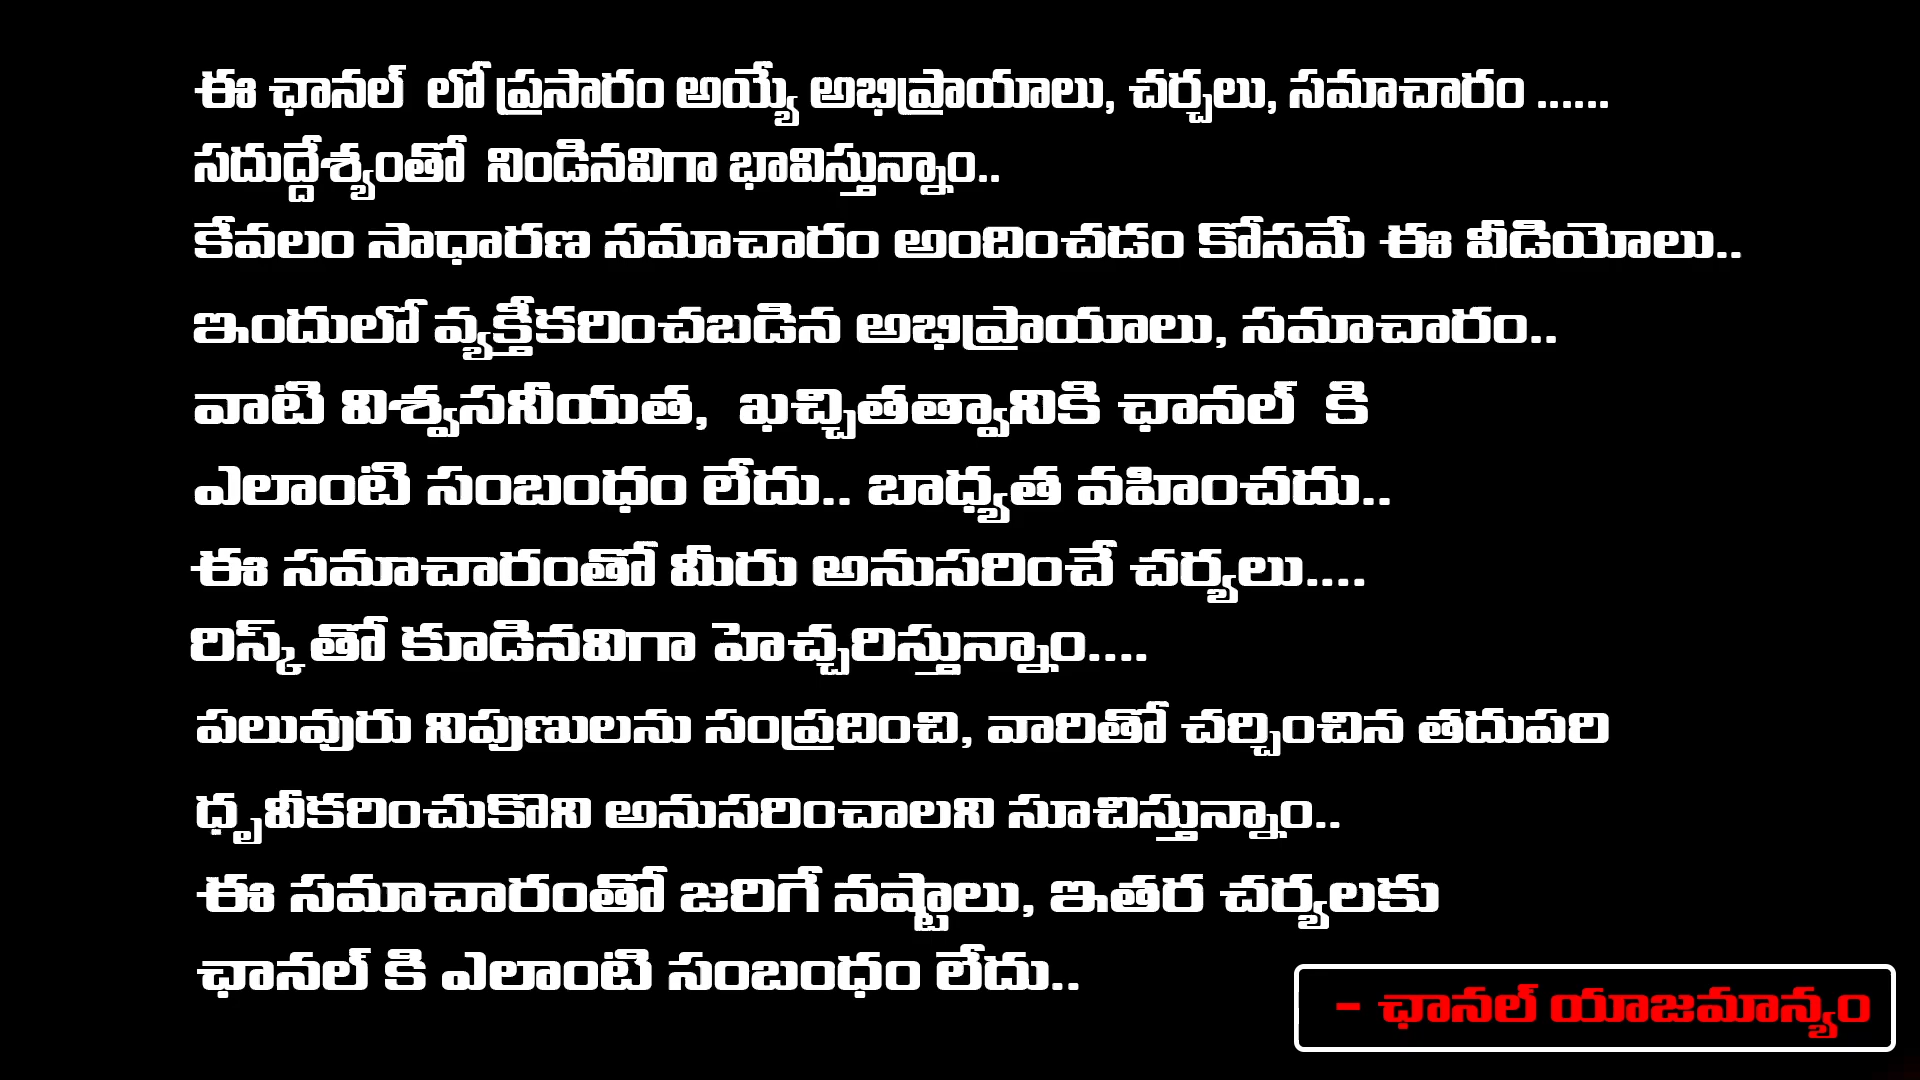 ఈ ఛానల్ లో ప్రసారం అయ్యే అభిప్రాయాలు, చర్చలు, సమాచారం ......
సదుద్దేశ్యంతో నిండినవిగా భావిస్తున్నాం..
కేవలం సాధారణ సమాచారం అందించడం కోసమే ఈ వీడియోలు..
ఇందులో వ్యక్తీకరించబడిన అభిప్రాయాలు, సమాచారం..
వాటి విశ్వసనీయత, ఖచ్చితత్వానికి ఛానల్ కి
ఎలాంటి సంబంధం లేదు.. బాధ్యత వహించదు..
ఈ సమాచారంతో మీరు అనుసరించే చర్యలు....
రిస్క్ తో కూడినవిగా హెచ్చరిస్తున్నాం....
పలువురు నిపుణులను సంప్రదించి, వారితో చర్చించిన తదుపరి
ధృవీకరించుకొని అనుసరించాలని సూచిస్తున్నాం..
ఈ సమాచారంతో జరిగే నష్టాలు, ఇతర చర్యలకు
ఛానల్ కి ఎలాంటి సంబంధం లేదు..
- ఛానల్ యాజమాన్యం